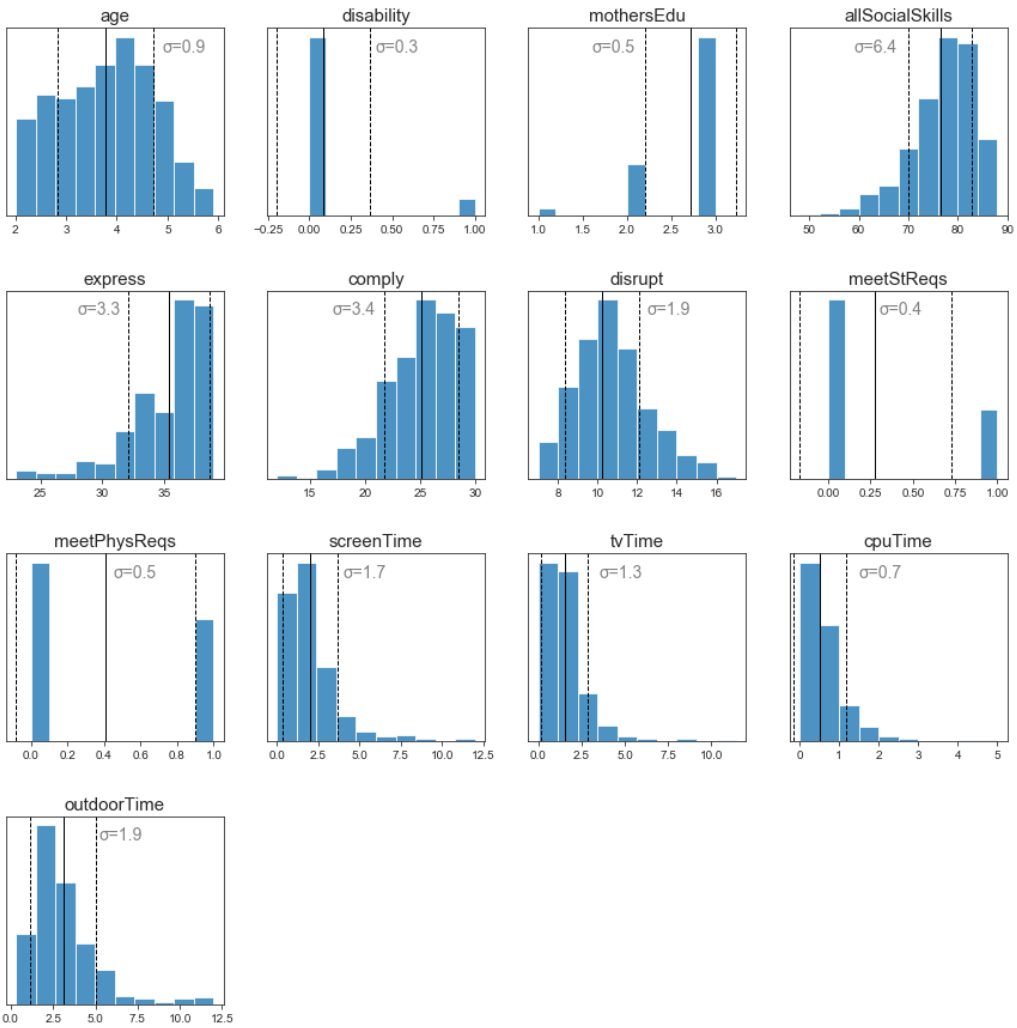 age disability mothersEdu allSocialSkills
σ=0.9 σ=0.3 σ=0.5 σ=6.4
2 3 4 5 6 −0.25 0.00 0.25 0.50 0.75 1.00 1.0 1.5 2.0 2.5 3.0 50 60 70 80 90
express comply disrupt meetStReqs
σ=3.3 σ=3.4 σ=1.9 σ=0.4
25 30 35 15 20 25 30 8 10 12 14 16 0.00 0.25 0.50 0.75 1.00
meetPhysReqs screenTime tvTime cpuTime
σ=0.5 σ=1.7 σ=1.3 σ=0.7
0.0 0.2 0.4 0.6 0.8 1.0 0.0 2.5 5.0 7.5 10.0 12.5 0.0 2.5 5.0 7.5 10.0 0 1 2 3 4 5
outdoorTime
σ=1.9
0.0 2.5 5.0 7.5 10.0 12.5